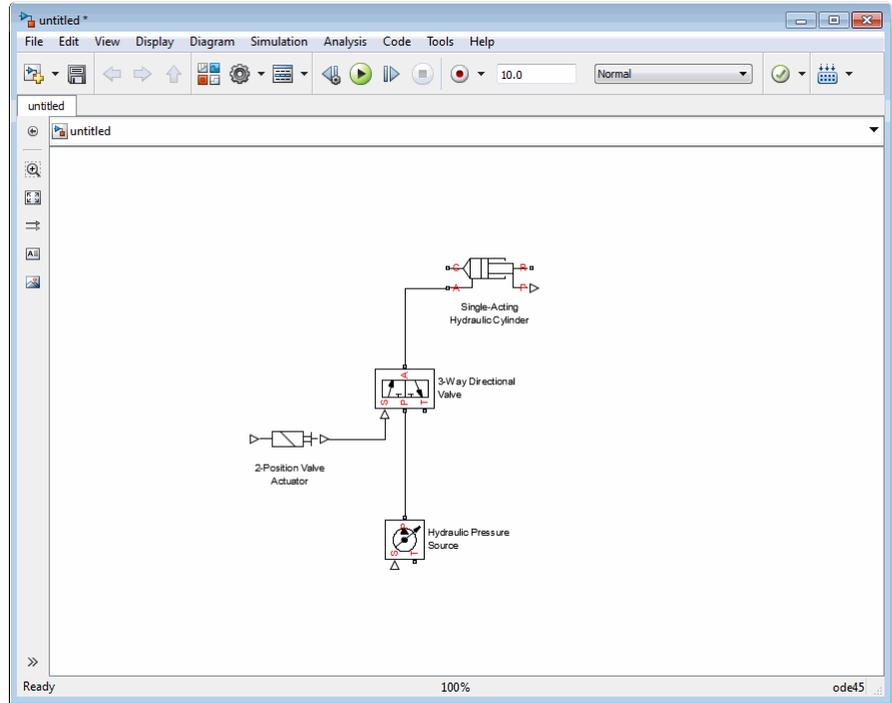 untitled *
File Edit View Display Diagram Simulation Analysis Code Tools Help
10.0 Normal
untitled
untitled
C R
A P
Single-Acting
Hydraulic Cylinder
A
S P T
3-Way Directional
Valve
2-Position Valve
Actuator
P
S T
Hydraulic Pressure
Source
Ready 100% ode45